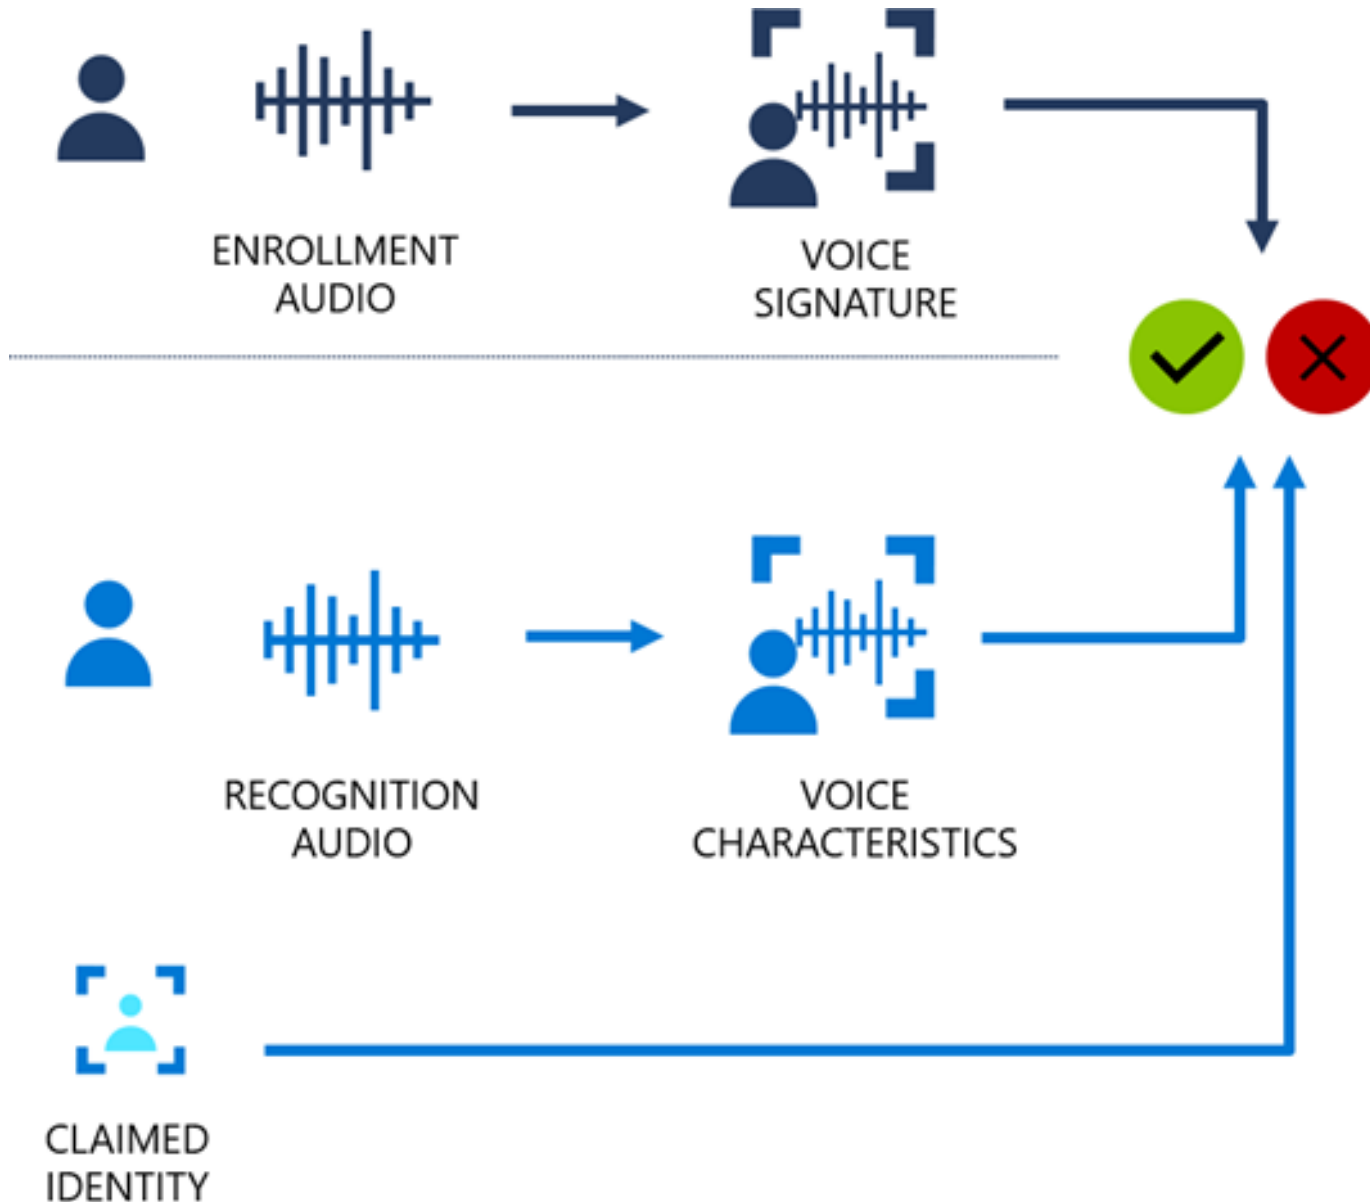 ENROLLMENT
AUDIO
VOICE
SIGNATURE
RECOGNITION
AUDIO
VOICE
CHARACTERISTICS
CLAIMED
IDENTITY